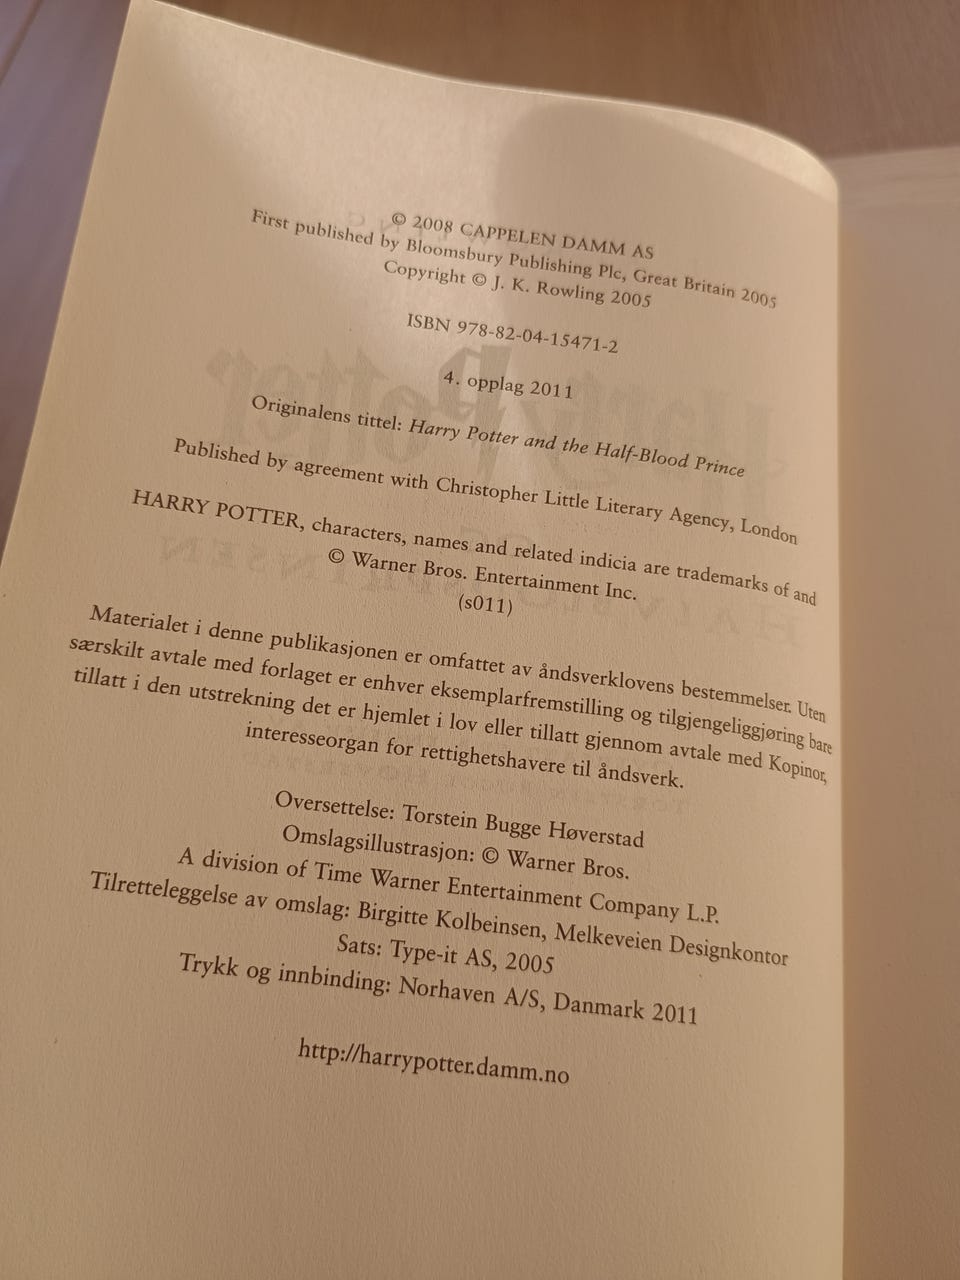 © 2008 CAPPELEN DAMM AS
First published by Bloomsbury Publishing Plc, Great Britain 2005
Copyright © J. K. Rowling 2005
ISBN 978-82-04-15471-2
4. opplag 2011
Originalens tittel: Harry Potter and the Half-Blood Prince
Published by agreement with Christopher Little Literary Agency, London
HARRY POTTER, characters, names and related indicia are trademarks of and
© Warner Bros. Entertainment Inc.
(s011)
Materialet i denne publikasjonen er omfattet av åndsverklovens bestemmelser. Uten
særskilt avtale med forlaget er enhver eksemplarfremstilling og tilgjengeliggjøring bare
tillatt i den utstrekning det er hjemlet i lov eller tillatt gjennom avtale med Kopinor,
interesseorgan for rettighetshavere til åndsverk.
Oversettelse: Torstein Bugge Høverstad
Omslagsillustrasjon: © Warner Bros.
A division of Time Warner Entertainment Company L.P.
Tilretteleggelse av omslag: Birgitte Kolbeinsen, Melkeveien Designkontor
Sats: Type-it AS, 2005
Trykk og innbinding: Norhaven A/S, Danmark 2011
http://harrypotter.damm.no